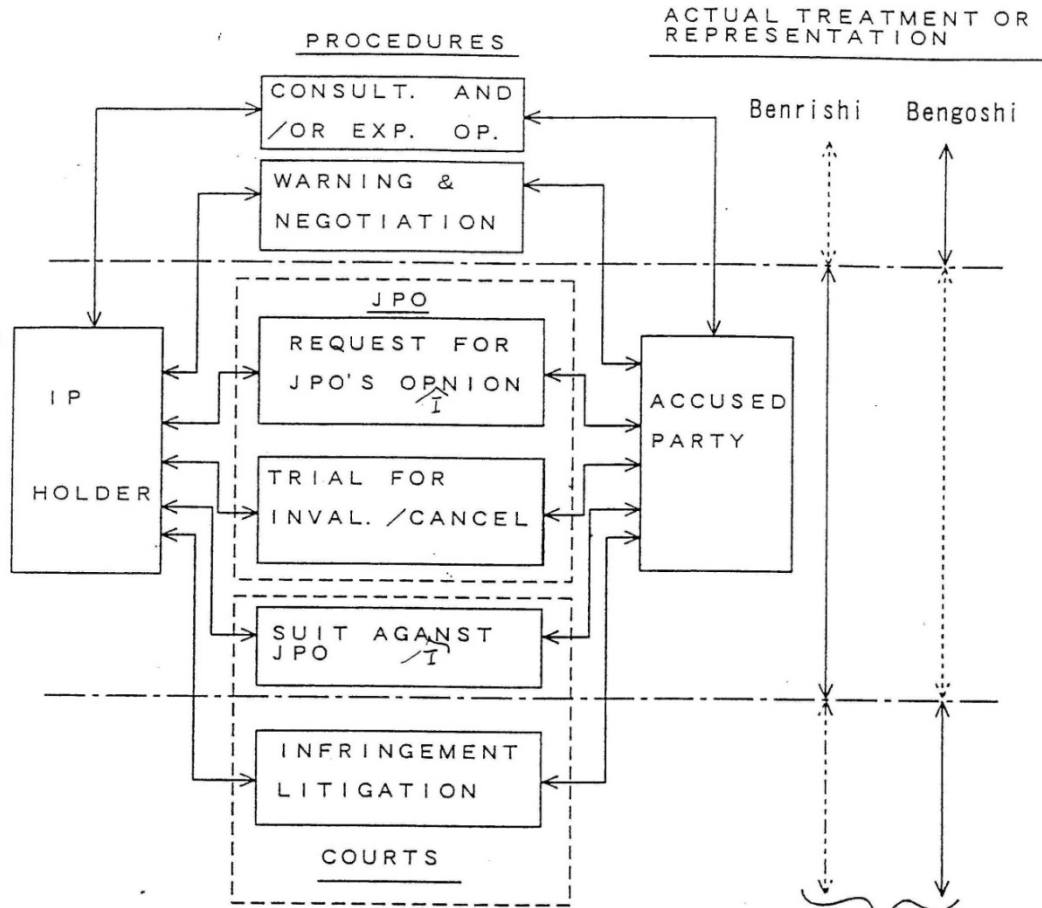 PROCEDURES
ACTUAL TREATMENT OR
REPRESENTATION
CONSULT. AND
/OR EXP. OP.
Benrishi Bengoshi
WARNING &
NEGOTIATION
JPO
REQUEST FOR
JPO'S OPNION
I
IP
HOLDER
ACCUSED
PARTY
TRIAL FOR
INVAL. /CANCEL
SUIT AGANST
I
JPO
INFRINGEMENT
LITIGATION
COURTS